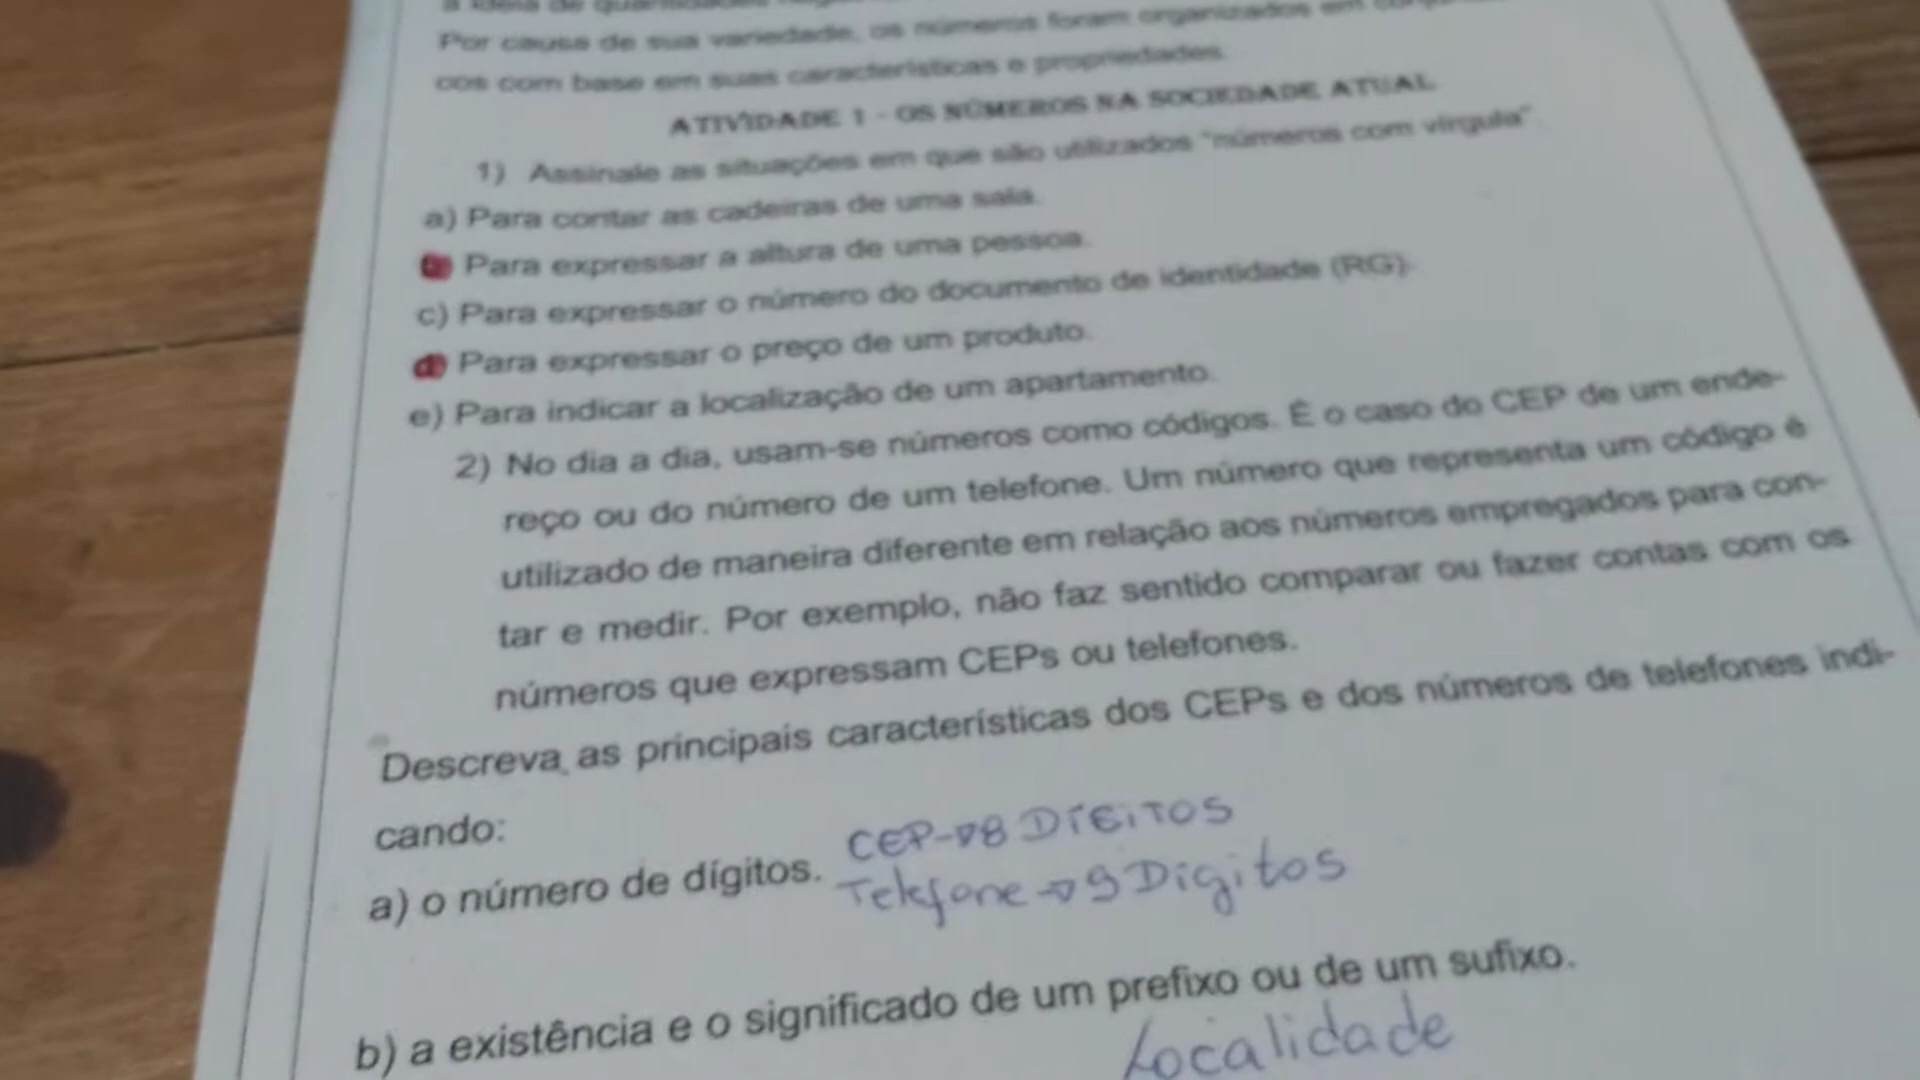 a ideia de quantidades
Por causa de sua variedade, os números foram organizados em
cos com base em suas características e propriedades.
ATIVIDADE 1 - OS NÚMEROS NA SOCIEDADE ATUAL
1) Assinale as situações em que são utilizados "números com vírgula".
a) Para contar as cadeiras de uma sala.
b) Para expressar a altura de uma pessoa.
c) Para expressar o número do documento de identidade (RG).
d) Para expressar o preço de um produto.
e) Para indicar a localização de um apartamento.
2) No dia a dia, usam-se números como códigos. É o caso do CEP de um ende-
reço ou do número de um telefone. Um número que representa um código é
utilizado de maneira diferente em relação aos números empregados para con-
tar e medir. Por exemplo, não faz sentido comparar ou fazer contas com os
números que expressam CEPs ou telefones.
Descreva as principais características dos CEPs e dos números de telefones indi-
cando:
CEP→8 DÍGITOS
a) o número de dígitos. Telefone→9 Dígitos
b) a existência e o significado de um prefixo ou de um sufixo.
Localidade